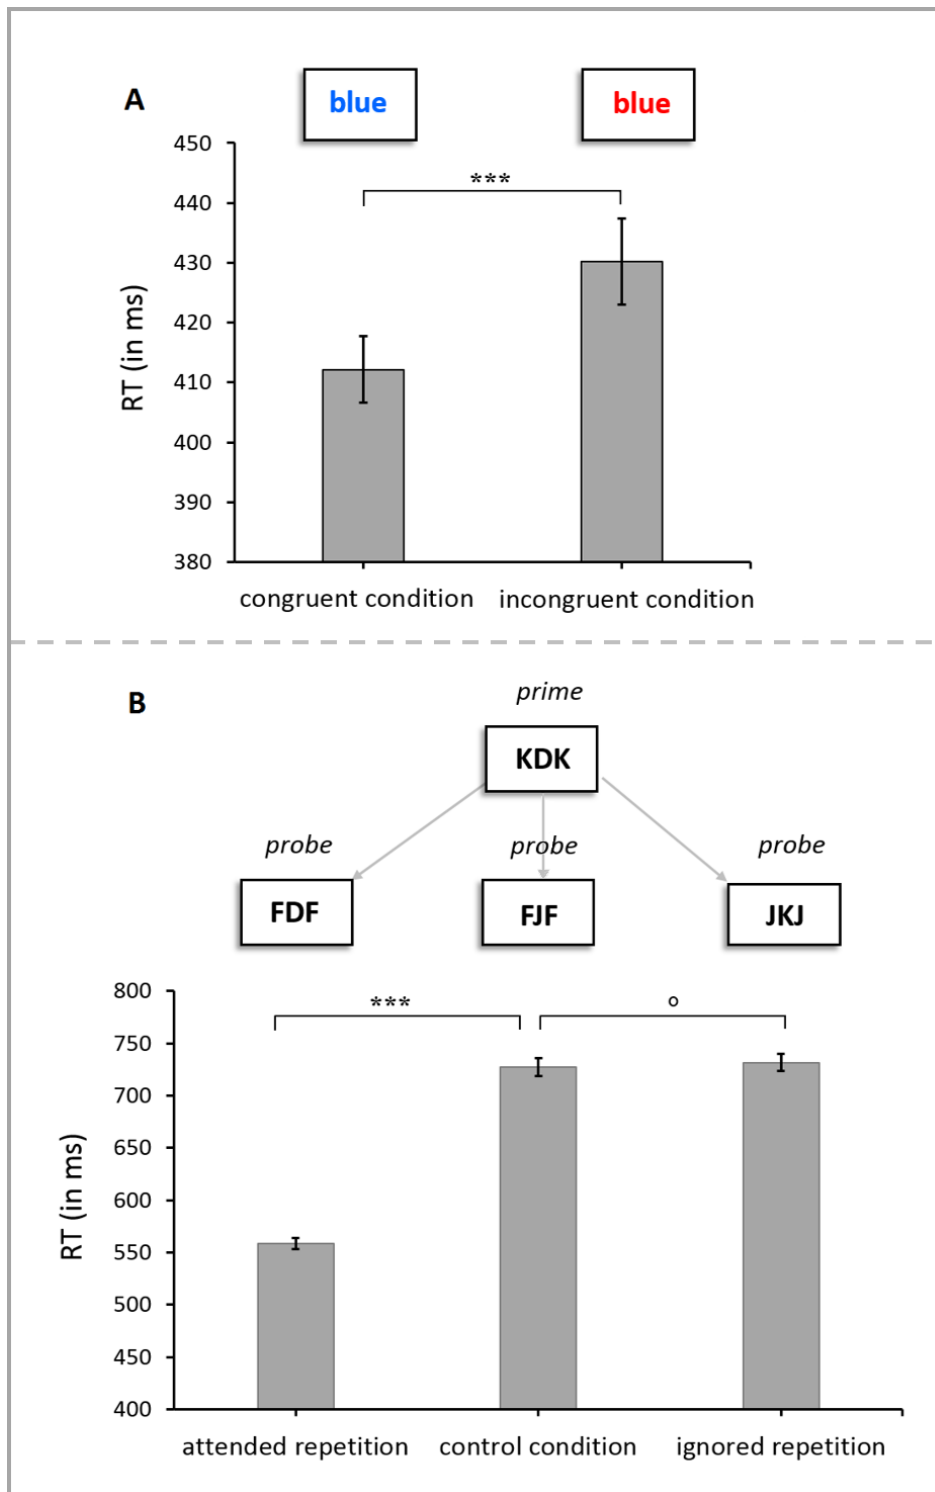 A
blue
blue
450
***
440
430
420
410
400
390
380
RT (in ms)
congruent condition
incongruent condition
B
prime
KDK
probe
probe
probe
FDF
FJF
JKJ
800
***
°
750
700
650
600
550
500
450
400
RT (in ms)
attended repetition
control condition
ignored repetition